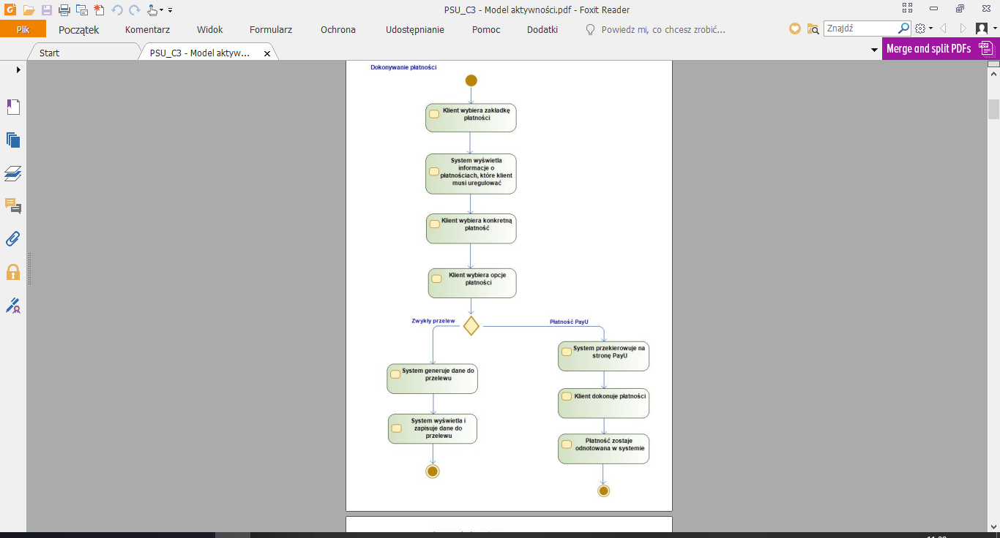 PSU_C3 - Model aktywności.pdf - Foxit Reader
Plik
Początek
Komentarz
Widok
Formularz
Ochrona
Udostępnianie
Pomoc
Dodatki
Powiedz mi, co chcesz zrobić...
Znajdź
Start
PSU_C3 - Model aktyw...
Merge and split PDFs
Dokonywanie płatności
Klient wybiera zakładkę
płatności
System wyświetla
informacje o
płatnościach, które klient
musi uregulować
Klient wybiera konkretną
płatność
Klient wybiera opcje
płatności
Zwykły przelew
Płatność PayU
System przekierowuje na
stronę PayU
System generuje dane do
przelewu
Klient dokonuje płatności
System wyświetla i
zapisuje dane do
przelewu
Płatność zostaje
odnotowana w systemie